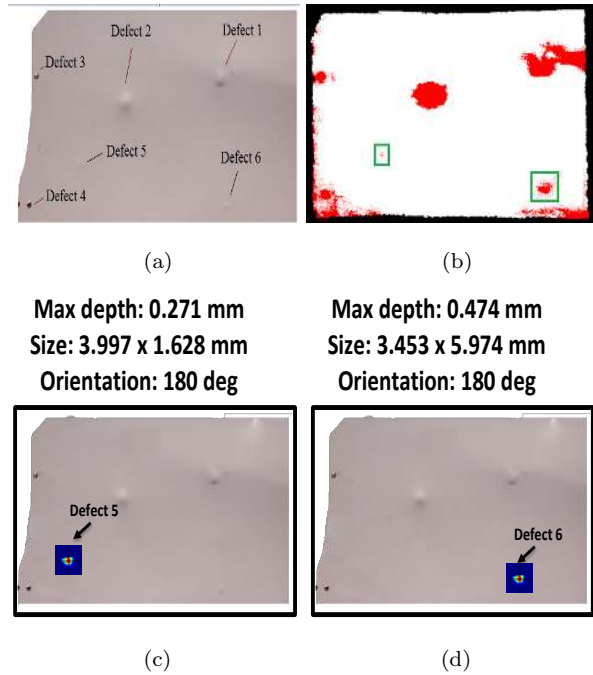 Defect 2
Defect 1
Defect 3
Defect 5
Defect 6
Defect 4
(a)
(b)
Max depth: 0.271 mm
Size: 3.997 x 1.628 mm
Orientation: 180 deg
Max depth: 0.474 mm
Size: 3.453 x 5.974 mm
Orientation: 180 deg
Defect 5
Defect 6
(c)
(d)